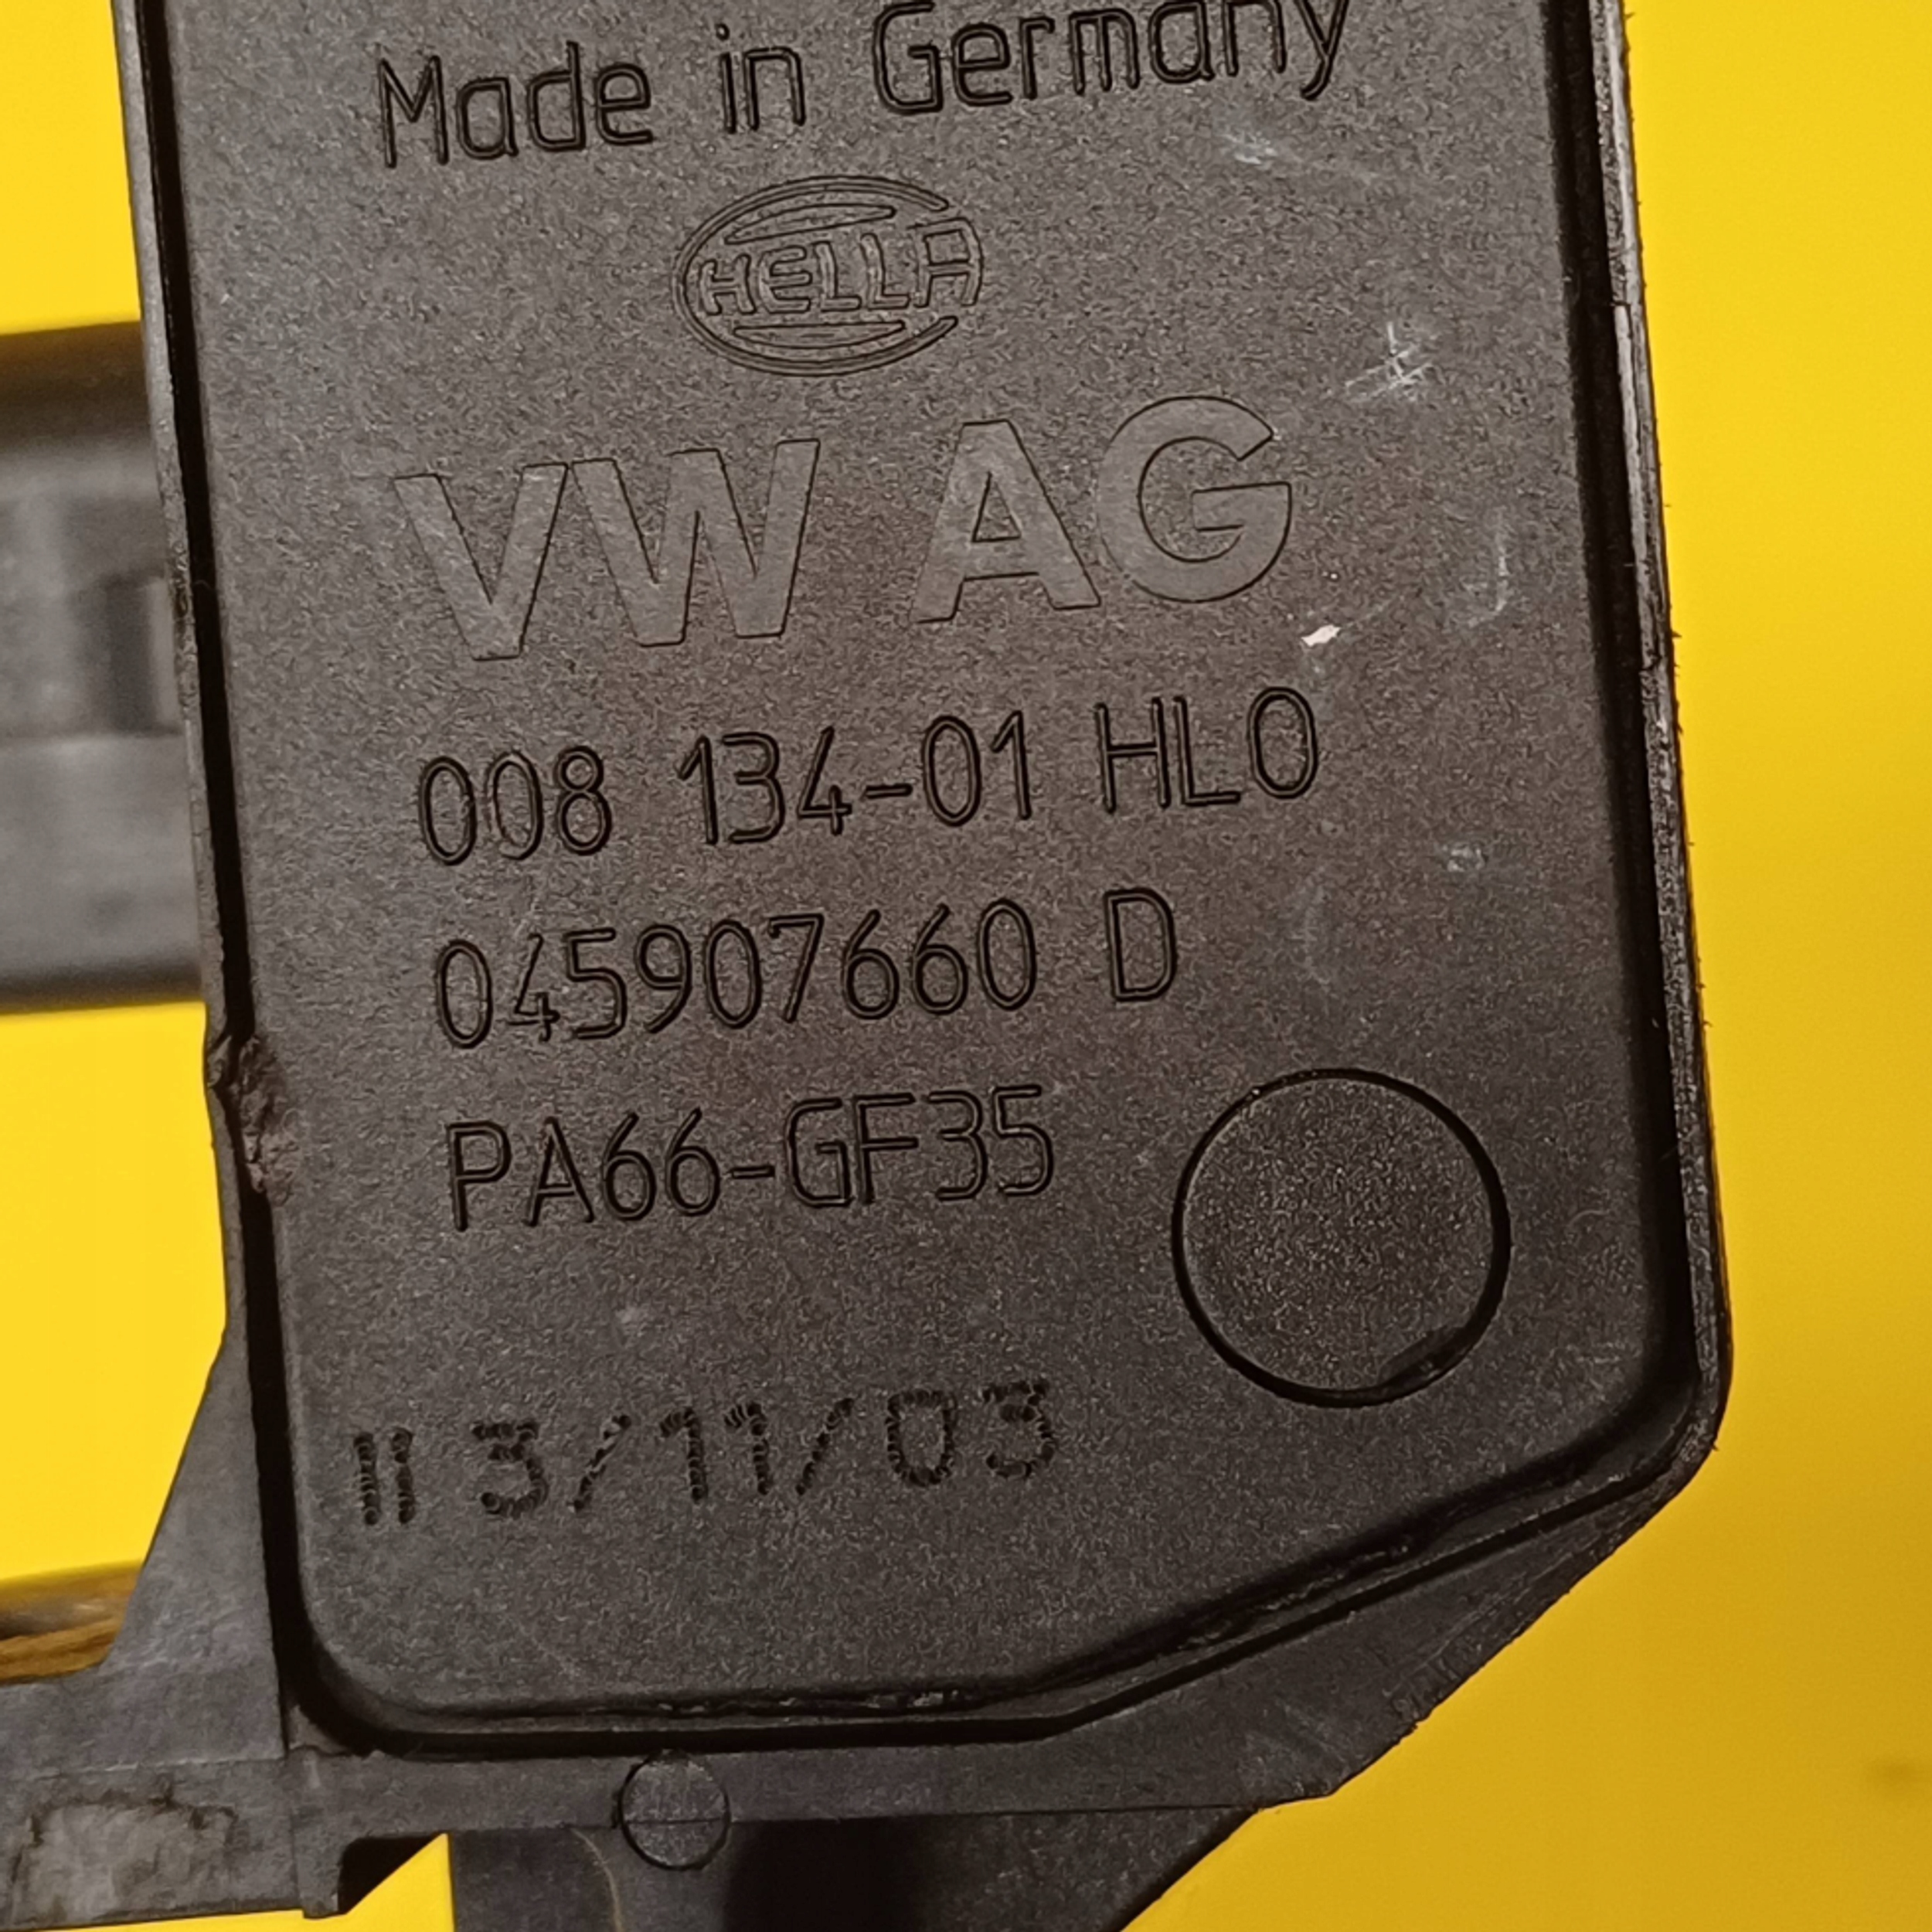 Made in Germany
HELLA
VW AG
008 134-01 HLO
045907660 D
PA66-GF35
II 3/11/03